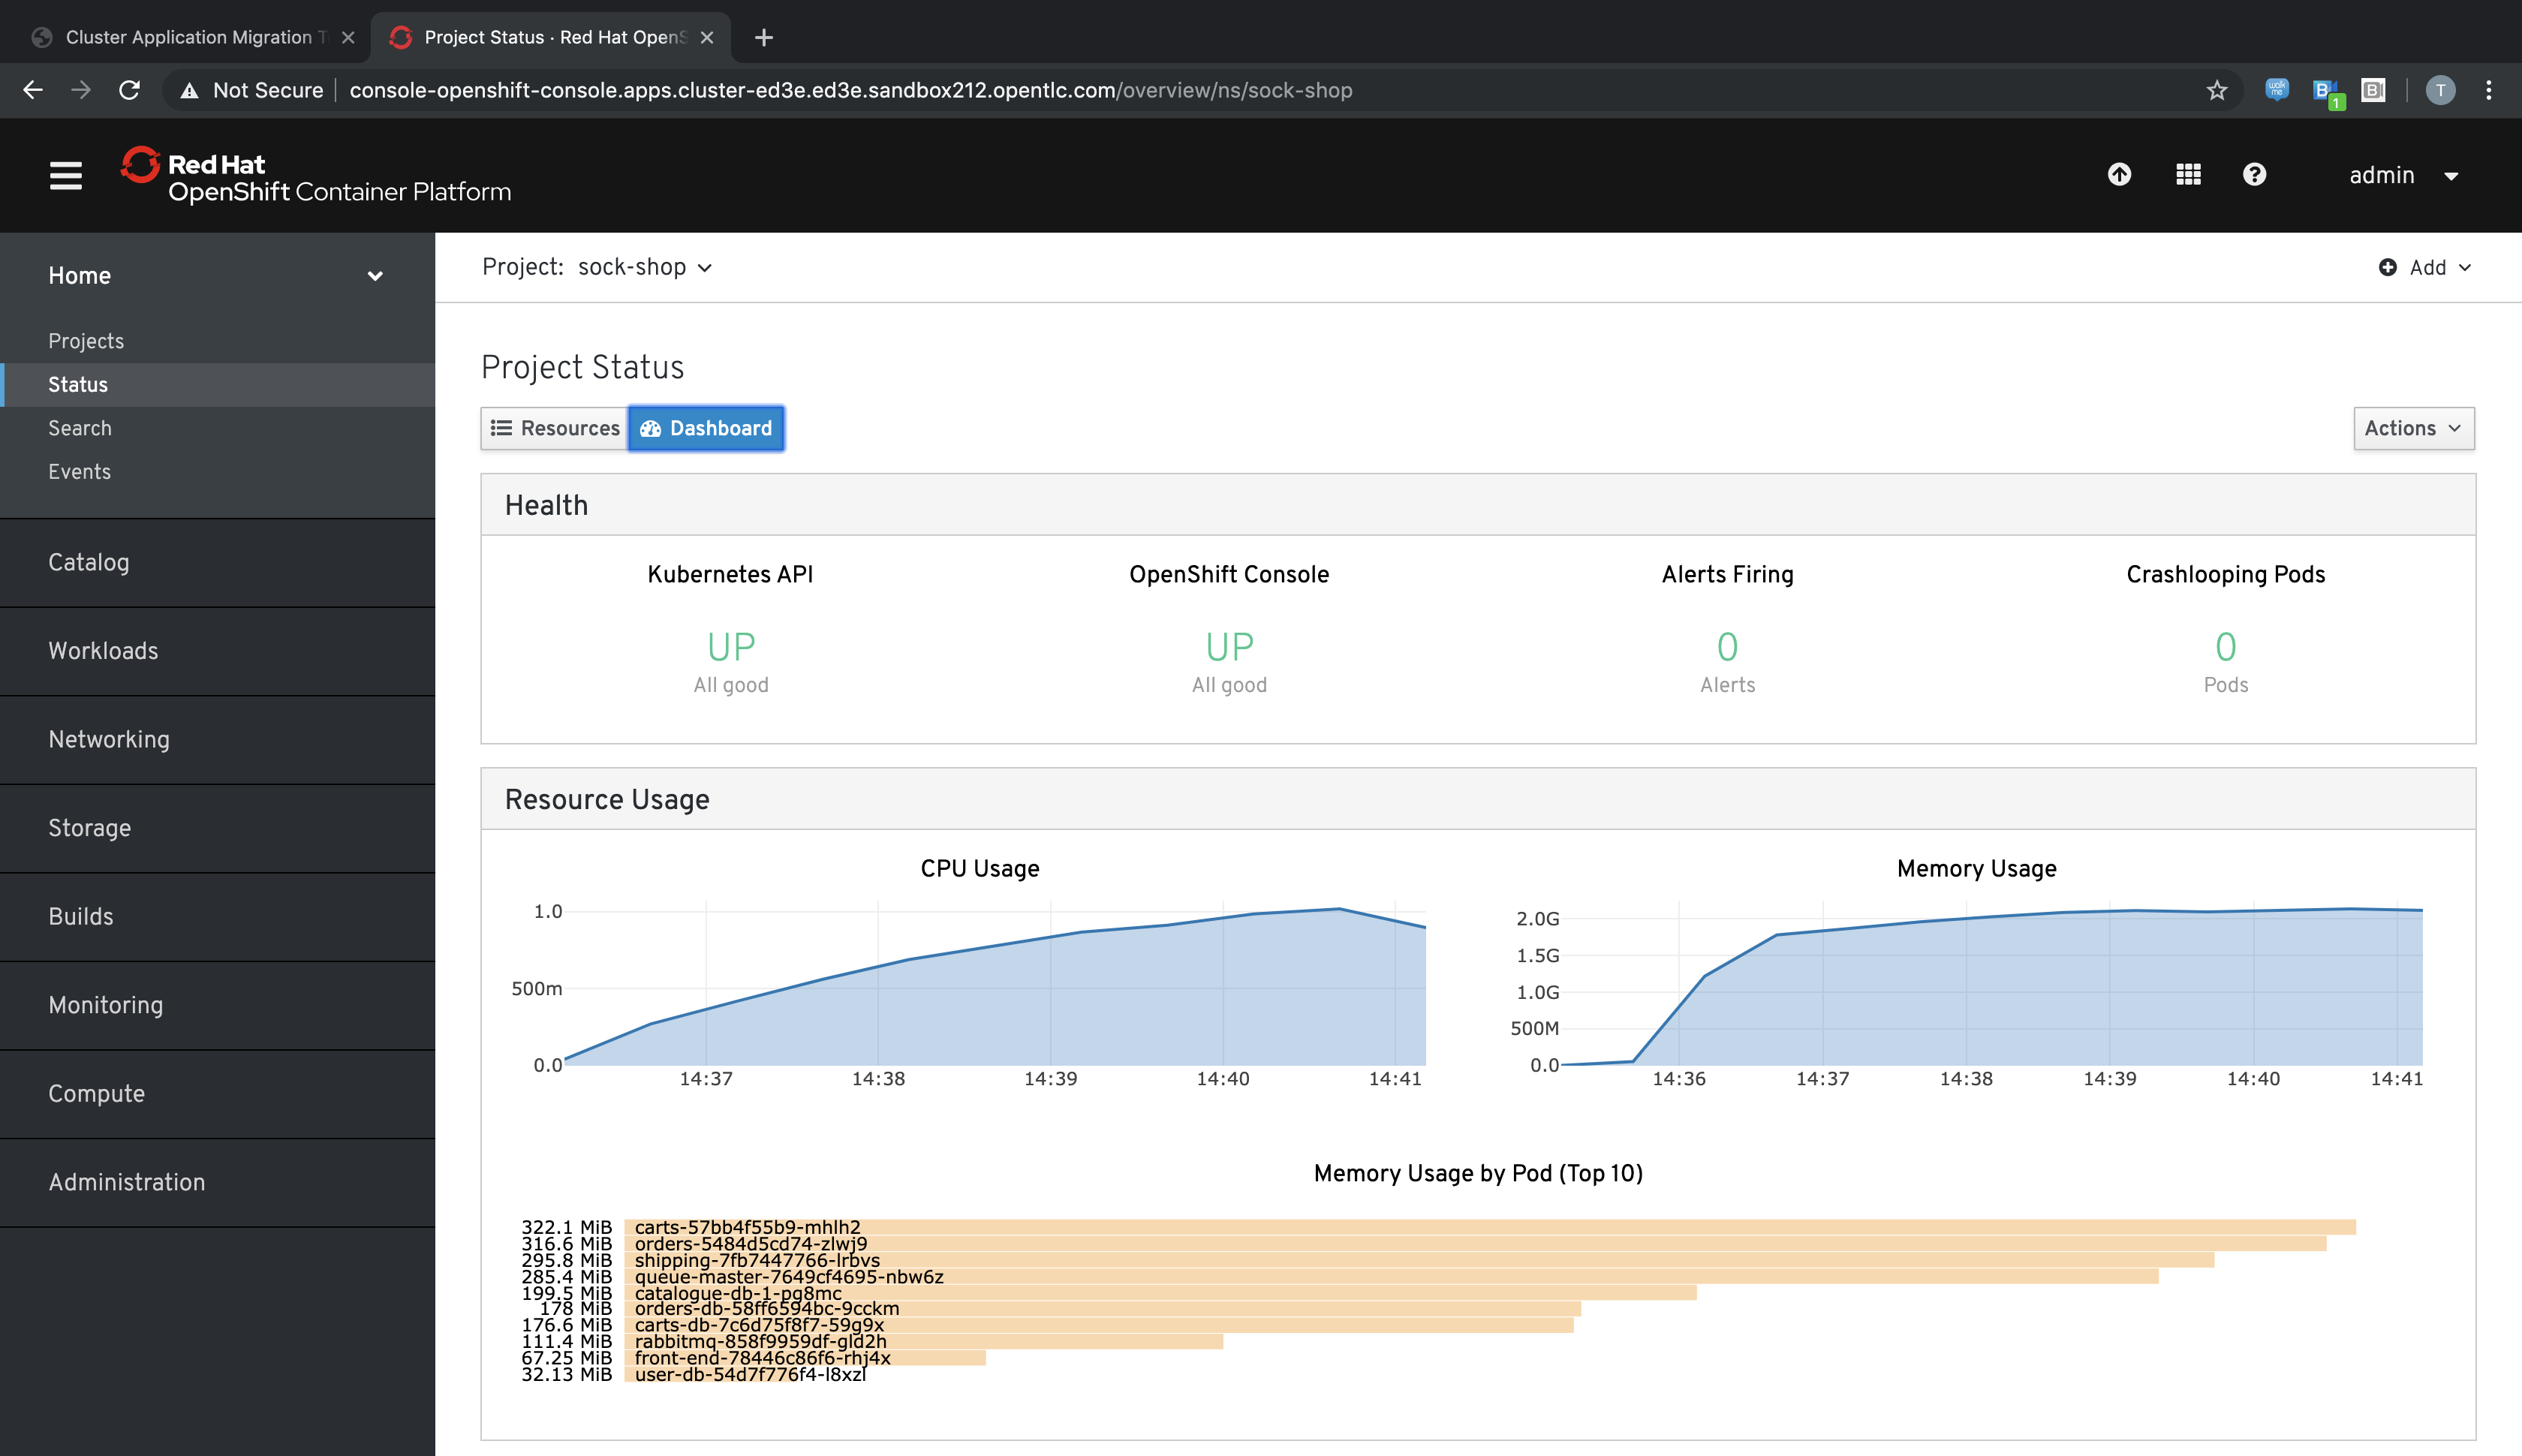 Cluster Application Migration T
Project Status · Red Hat OpenS
Not Secure
console-openshift-console.apps.cluster-ed3e.ed3e.sandbox212.opentlc.com/overview/ns/sock-shop
walk me
B
1
B
T
Red Hat
OpenShift Container Platform
admin
Home
Projects
Status
Search
Events
Catalog
Workloads
Networking
Storage
Builds
Monitoring
Compute
Administration
Project: sock-shop
Add
Project Status
Resources
Dashboard
Actions
Health
Kubernetes API
OpenShift Console
Alerts Firing
Crashlooping Pods
UP
UP
0
0
All good
All good
Alerts
Pods
Resource Usage
CPU Usage
1.0
500m
0.0
14:37 14:38 14:39 14:40 14:41
Memory Usage
2.0G
1.5G
1.0G
500M
0.0
14:36 14:37 14:38 14:39 14:40 14:41
Memory Usage by Pod (Top 10)
322.1 MiB carts-57bb4f55b9-mhlh2
316.6 MiB orders-5484d5cd74-zlwj9
295.8 MiB shipping-7fb7447766-lrbvs
285.4 MiB queue-master-7649cf4695-nbw6z
199.5 MiB catalogue-db-1-pg8mc
178 MiB orders-db-58ff6594bc-9cckm
176.6 MiB carts-db-7c6d75f8f7-59g9x
111.4 MiB rabbitmq-858f9959df-gld2h
67.25 MiB front-end-78446c86f6-rhj4x
32.13 MiB user-db-54d7f776f4-l8xzl